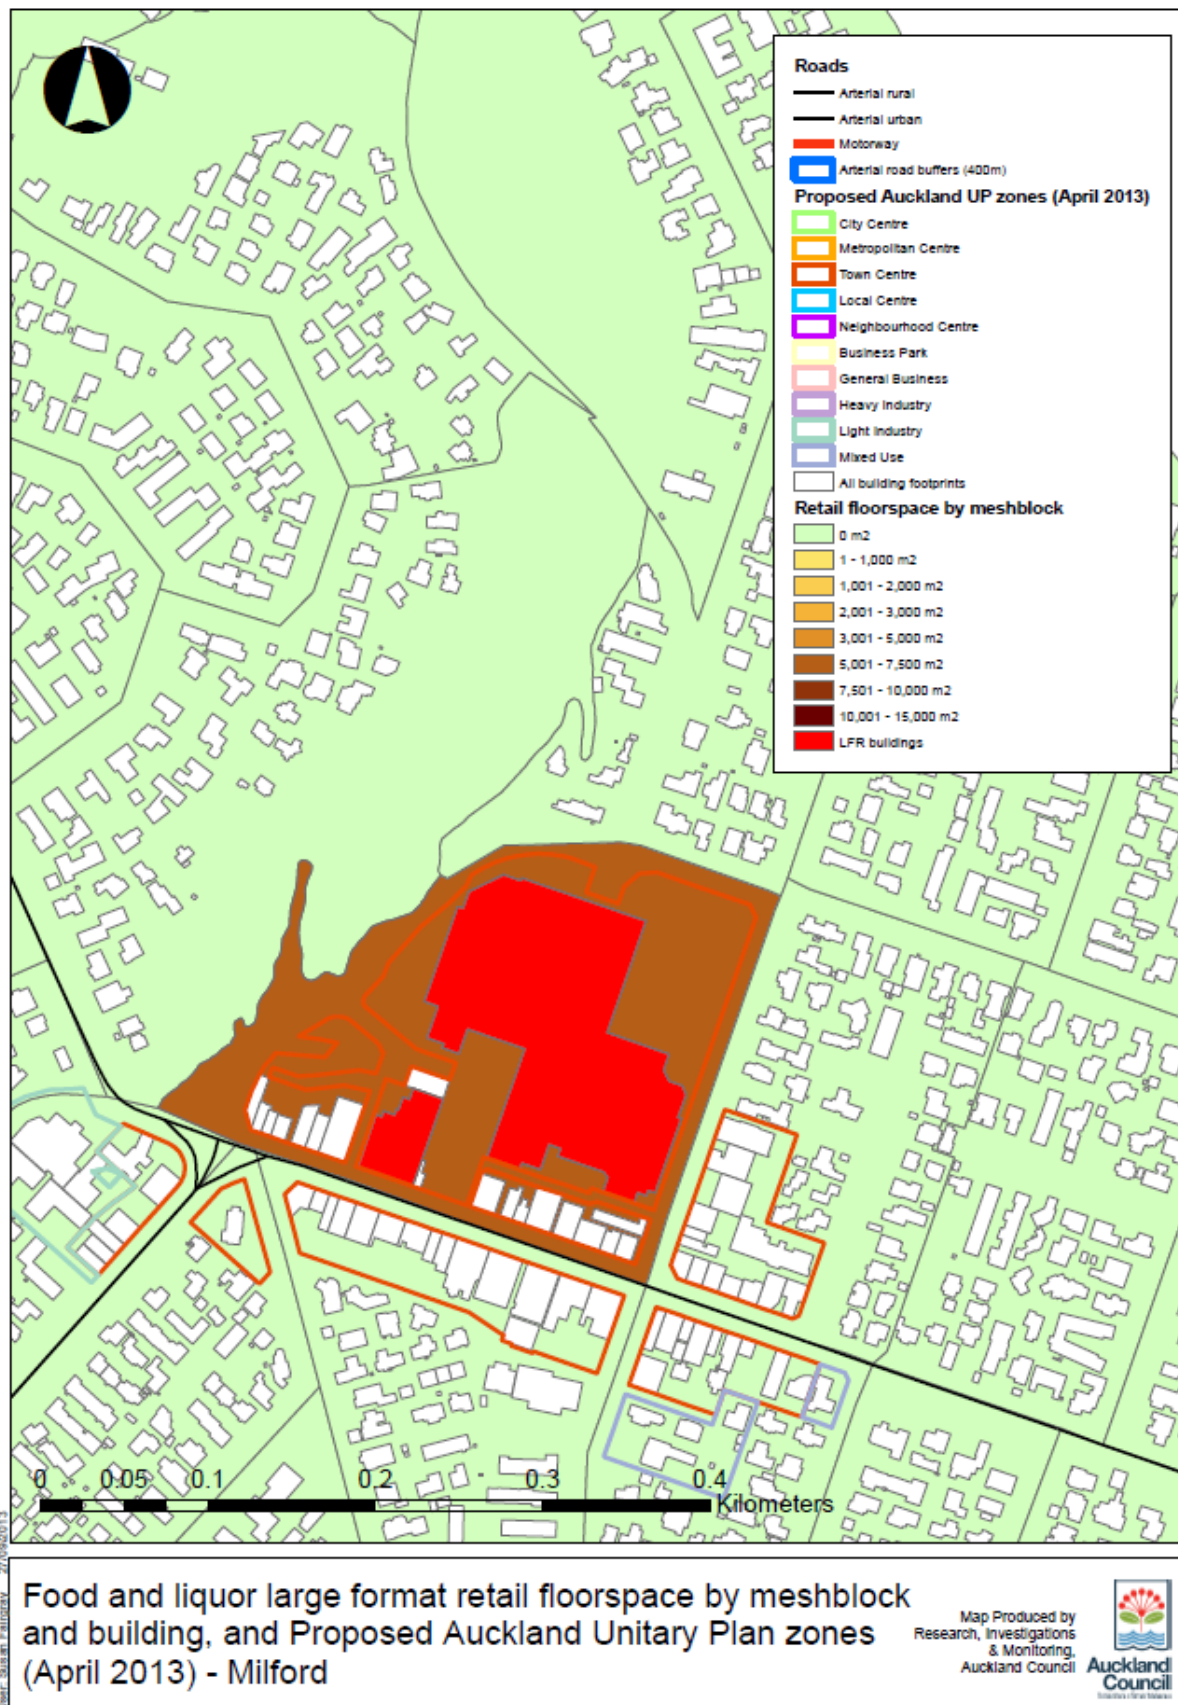 Roads
Arterial rural
Arterial urban
Motorway
Arterial road buffers (400m)
Proposed Auckland UP zones (April 2013)
City Centre
Metropolitan Centre
Town Centre
Local Centre
Neighbourhood Centre
Business Park
General Business
Heavy Industry
Light Industry
Mixed Use
All building footprints
Retail floorspace by meshblock
0 m2
1 - 1,000 m2
1,001 - 2,000 m2
2,001 - 3,000 m2
3,001 - 5,000 m2
5,001 - 7,500 m2
7,501 - 10,000 m2
10,001 - 15,000 m2
LFR buildings
0 0.05 0.1 0.2 0.3 0.4
Kilometers
Food and liquor large format retail floorspace by meshblock
and building, and Proposed Auckland Unitary Plan zones
(April 2013) - Milford
Map Produced by
Research, Investigations
& Monitoring,
Auckland Council
Auckland
Council